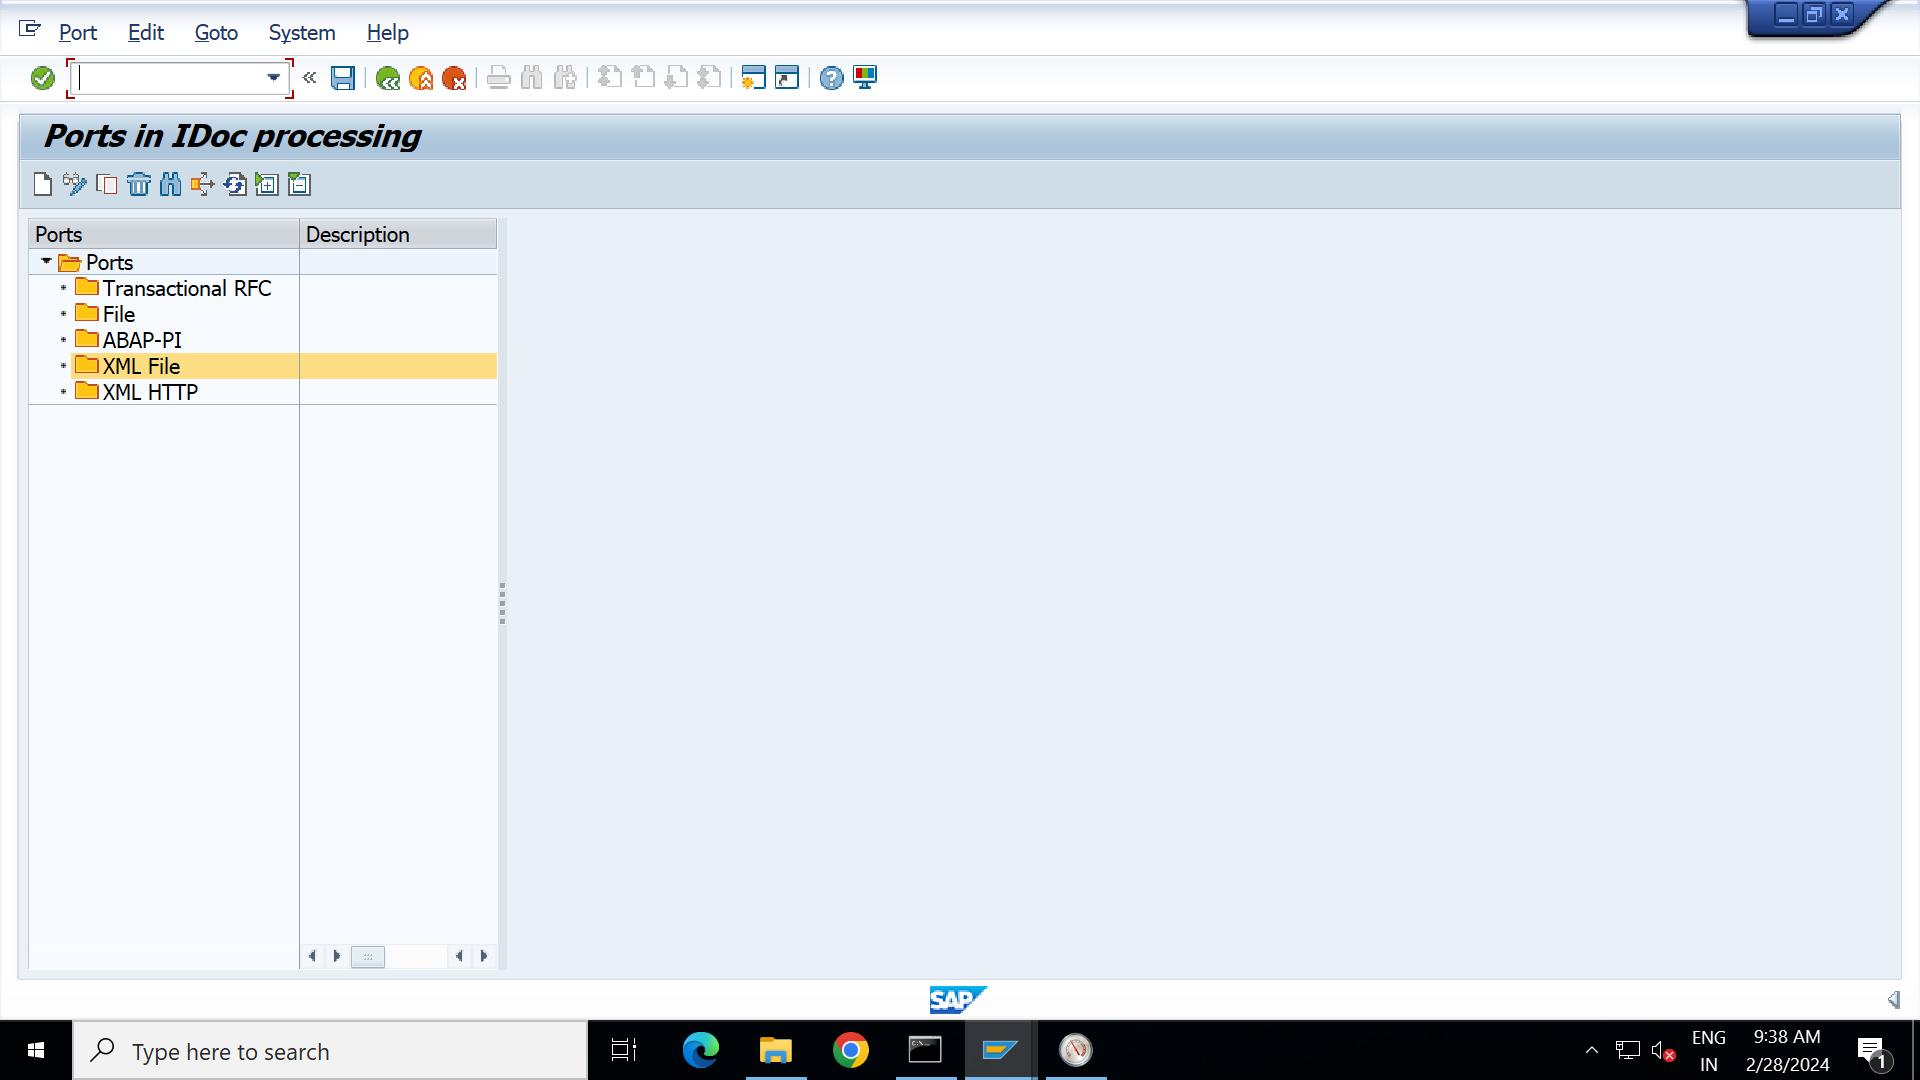 Port Edit Goto System Help
Ports in IDoc processing
Ports Description
Ports
Transactional RFC
File
ABAP-PI
XML File
XML HTTP
SAP
Type here to search
ENG
IN
9:38 AM
2/28/2024
1